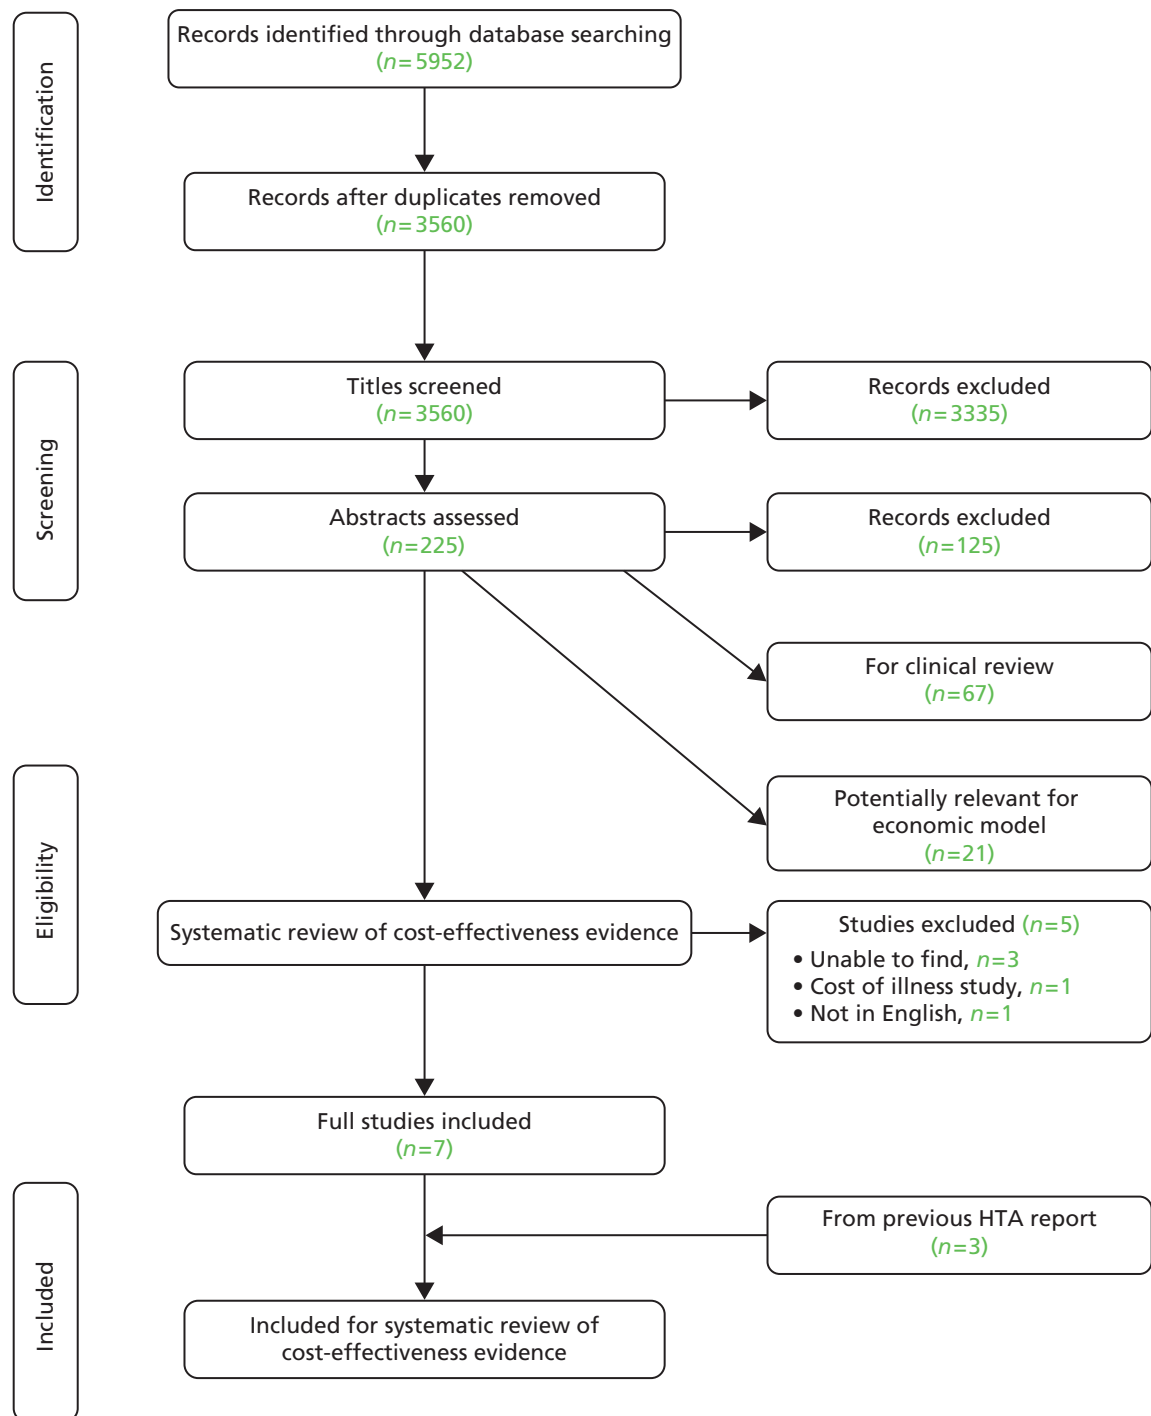 Identification
Records identified through database searching
(n=5952)
Records after duplicates removed
(n=3560)
Screening
Titles screened
(n=3560)
Records excluded
(n=3335)
Abstracts assessed
(n=225)
Records excluded
(n=125)
For clinical review
(n=67)
Eligibility
Potentially relevant for
economic model
(n=21)
Systematic review of cost-effectiveness evidence
Studies excluded (n=5)
• Unable to find, n=3
• Cost of illness study, n=1
• Not in English, n=1
Full studies included
(n=7)
Included
From previous HTA report
(n=3)
Included for systematic review of
cost-effectiveness evidence